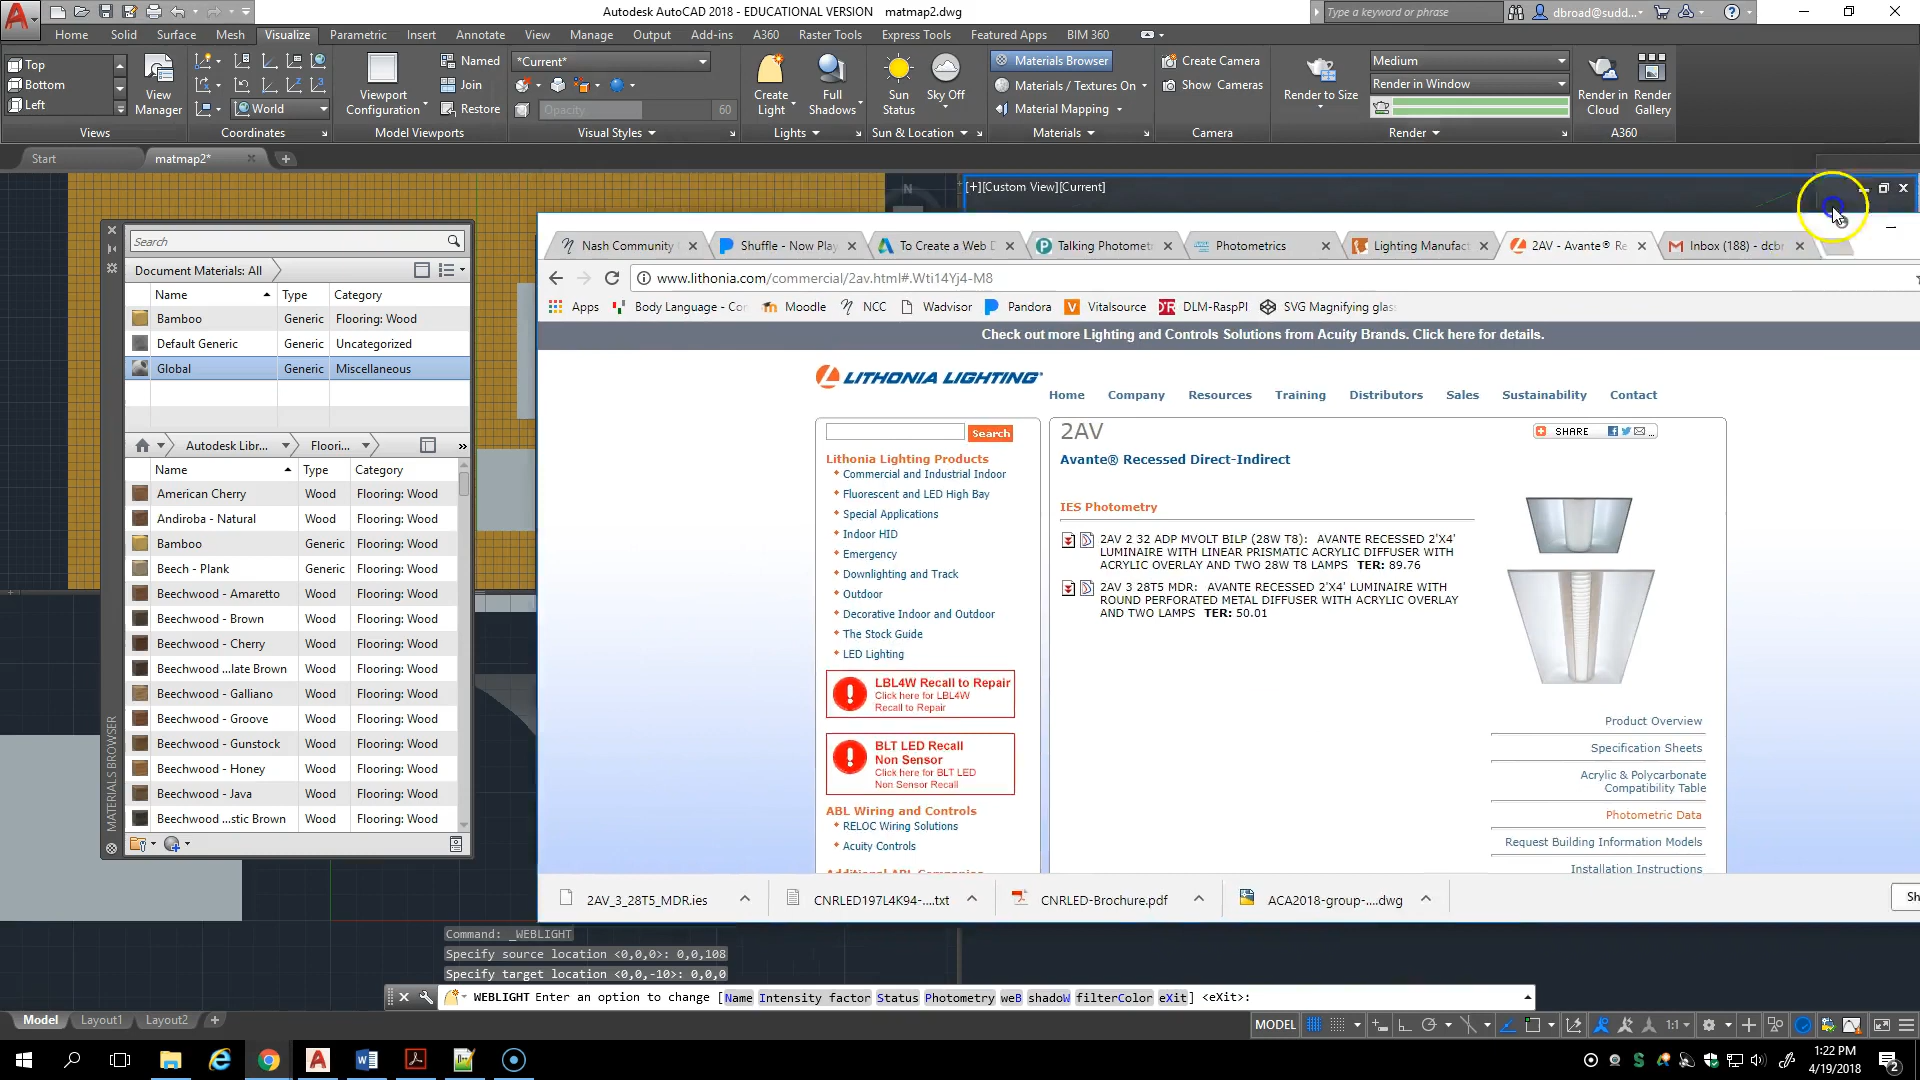 Autodesk AutoCAD 2018 - EDUCATIONAL VERSION matmap2.dwg
Type a keyword or phrase
dbroad@sudd...
Home Solid Surface Mesh Visualize Parametric Insert Annotate View Manage Output Add-ins A360 Raster Tools Express Tools Featured Apps BIM 360
Top
Bottom
Left
View Manager
Views
World
Coordinates
Viewport Configuration
Named
Join
Restore
Model Viewports
*Current*
Opacity 60
Visual Styles
Create Light
Full Shadows
Lights
Sun Status
Sky Off
Sun & Location
Materials Browser
Materials / Textures On
Material Mapping
Materials
Create Camera
Show Cameras
Camera
Render to Size
Medium
Render in Window
Render
Render in Cloud
Render Gallery
A360
Start
matmap2*
N
[+][Custom View][Current]
MATERIALS BROWSER
Search
Document Materials: All
Name Type Category
Bamboo Generic Flooring: Wood
Default Generic Generic Uncategorized
Global Generic Miscellaneous
Autodesk Libr... Floori...
Name Type Category
American Cherry Wood Flooring: Wood
Andiroba - Natural Wood Flooring: Wood
Bamboo Generic Flooring: Wood
Beech - Plank Generic Flooring: Wood
Beechwood - Amaretto Wood Flooring: Wood
Beechwood - Brown Wood Flooring: Wood
Beechwood - Cherry Wood Flooring: Wood
Beechwood ...late Brown Wood Flooring: Wood
Beechwood - Galliano Wood Flooring: Wood
Beechwood - Groove Wood Flooring: Wood
Beechwood - Gunstock Wood Flooring: Wood
Beechwood - Honey Wood Flooring: Wood
Beechwood - Java Wood Flooring: Wood
Beechwood ...stic Brown Wood Flooring: Wood
Nash Community
Shuffle - Now Play
To Create a Web D
Talking Photomet
Photometrics
Lighting Manufact
2AV - Avante® Re
Inbox (188) - dcbr
www.lithonia.com/commercial/2av.html#.Wti14Yj4-M8
Apps Body Language - Cor Moodle NCC Wadvisor Pandora Vitalsource DLM-RaspPI SVG Magnifying glas
Check out more Lighting and Controls Solutions from Acuity Brands. Click here for details.
LITHONIA LIGHTING
Home Company Resources Training Distributors Sales Sustainability Contact
Search
Lithonia Lighting Products
Commercial and Industrial Indoor
Fluorescent and LED High Bay
Special Applications
Indoor HID
Emergency
Downlighting and Track
Outdoor
Decorative Indoor and Outdoor
The Stock Guide
LED Lighting
LBL4W Recall to Repair
Click here for LBL4W
Recall to Repair
BLT LED Recall
Non Sensor
Click here for BLT LED
Non Sensor Recall
ABL Wiring and Controls
RELOC Wiring Solutions
Acuity Controls
Additional ABL Companies
2AV
SHARE
Avante® Recessed Direct-Indirect
IES Photometry
2AV 2 32 ADP MVOLT BILP (28W T8): AVANTE RECESSED 2'X4'
LUMINAIRE WITH LINEAR PRISMATIC ACRYLIC DIFFUSER WITH
ACRYLIC OVERLAY AND TWO 28W T8 LAMPS TER: 89.76
2AV 3 28T5 MDR: AVANTE RECESSED 2'X4' LUMINAIRE WITH
ROUND PERFORATED METAL DIFFUSER WITH ACRYLIC OVERLAY
AND TWO LAMPS TER: 50.01
Product Overview
Specification Sheets
Acrylic & Polycarbonate
Compatibility Table
Photometric Data
Request Building Information Models
Installation Instructions
2AV_3_28T5_MDR.ies
CNRLED197L4K94-....txt
CNRLED-Brochure.pdf
ACA2018-group-....dwg
Sh
Command: _WEBLIGHT
Specify source location <0,0,0>: 0,0,108
Specify target location <0,0,-10>: 0,0,0
WEBLIGHT Enter an option to change [Name Intensity factor Status Photometry weB shadoW filterColor eXit] <eXit>:
Model Layout1 Layout2
MODEL 1:1
1:22 PM
4/19/2018
2